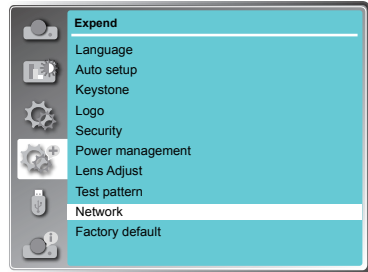 Expend
Language
Auto setup
Keystone
Logo
Security
Power management
Lens Adjust
Test pattern
Network
Factory default